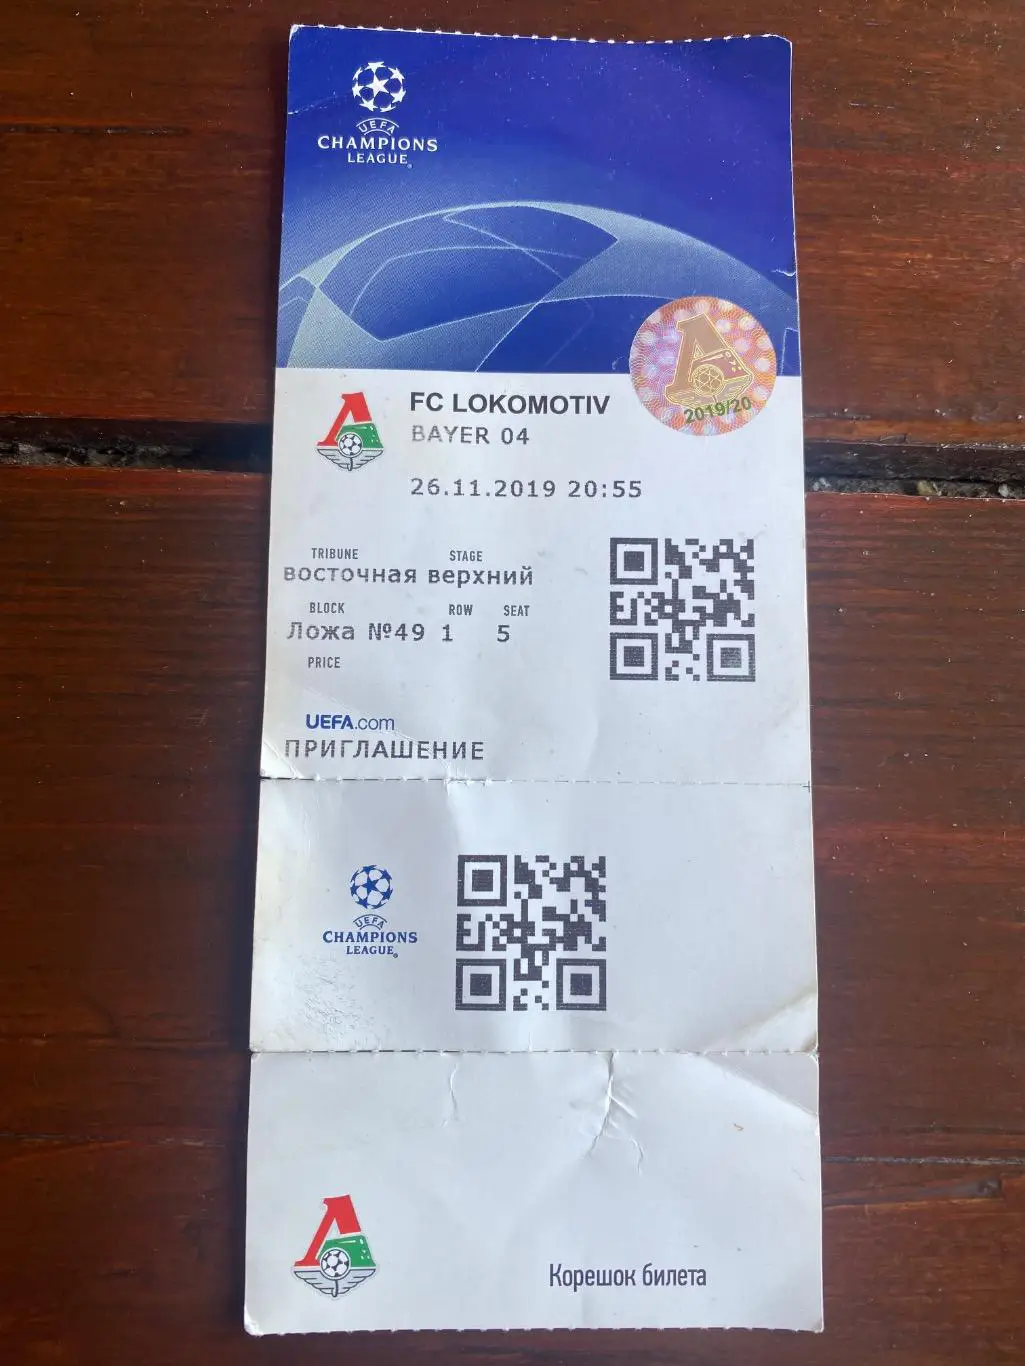 UEFA
CHAMPIONS
LEAGUE®
FC LOKOMOTIV
BAYER 04
2019/20
26.11.2019 20:55
TRIBUNE STAGE
восточная верхний
BLOCK ROW SEAT
Ложа №49 1 5
PRICE
UEFA.com
ПРИГЛАШЕНИЕ
UEFA
CHAMPIONS
LEAGUE®
Корешок билета